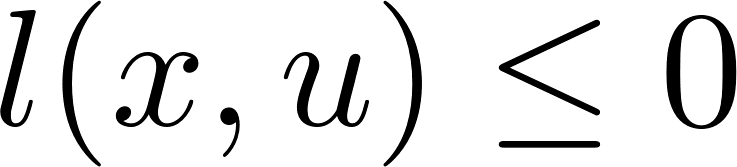 l(x, u) ≤ 0